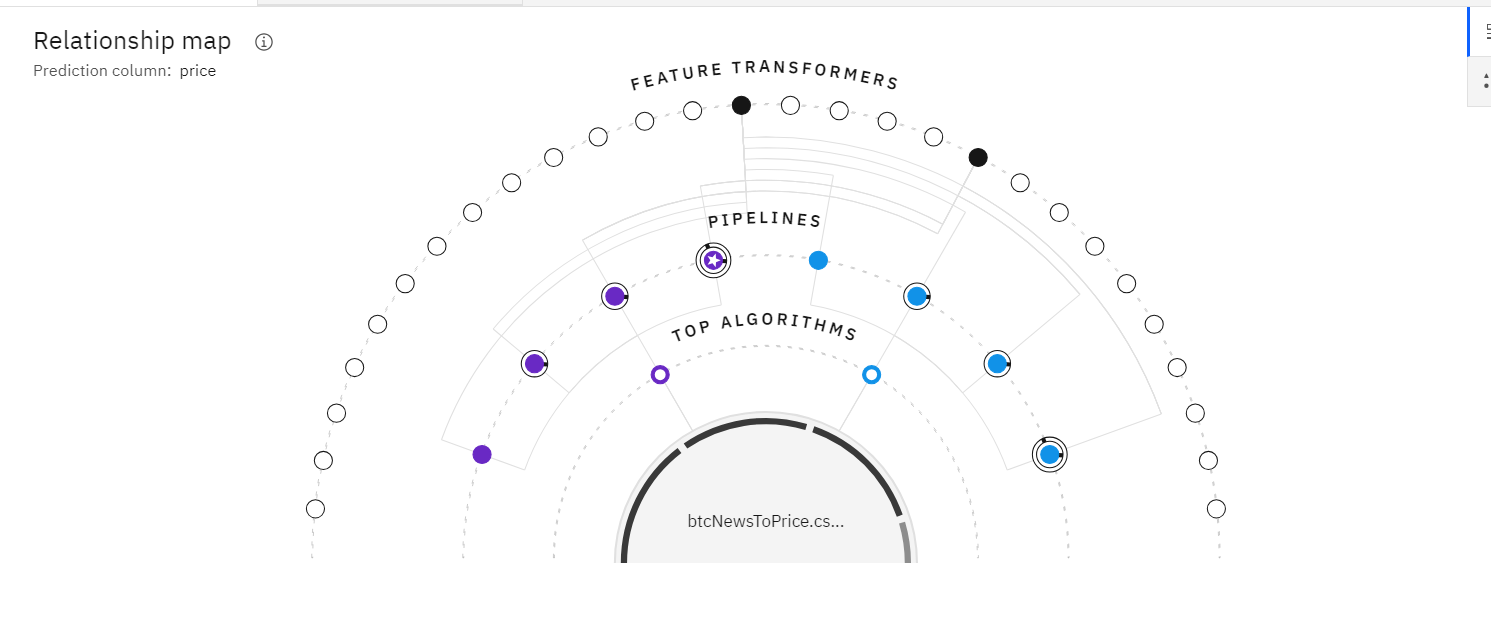 Relationship map
Prediction column: price
FEATURE TRANSFORMERS
PIPELINES
TOP ALGORITHMS
btcNewsToPrice.cs...